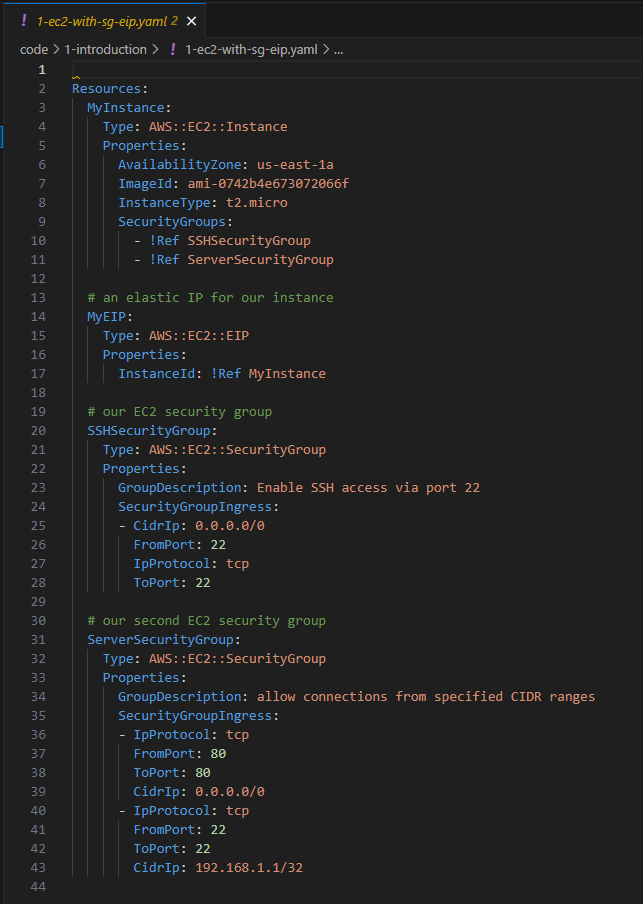 ! 1-ec2-with-sg-eip.yaml 2 ×
code > 1-introduction > ! 1-ec2-with-sg-eip.yaml > ...
1
2 Resources:
3   MyInstance:
4     Type: AWS::EC2::Instance
5     Properties:
6       AvailabilityZone: us-east-1a
7       ImageId: ami-0742b4e673072066f
8       InstanceType: t2.micro
9       SecurityGroups:
10         - !Ref SSHSecurityGroup
11         - !Ref ServerSecurityGroup
12
13   # an elastic IP for our instance
14   MyEIP:
15     Type: AWS::EC2::EIP
16     Properties:
17       InstanceId: !Ref MyInstance
18
19   # our EC2 security group
20   SSHSecurityGroup:
21     Type: AWS::EC2::SecurityGroup
22     Properties:
23       GroupDescription: Enable SSH access via port 22
24       SecurityGroupIngress:
25       - CidrIp: 0.0.0.0/0
26         FromPort: 22
27         IpProtocol: tcp
28         ToPort: 22
29
30   # our second EC2 security group
31   ServerSecurityGroup:
32     Type: AWS::EC2::SecurityGroup
33     Properties:
34       GroupDescription: allow connections from specified CIDR ranges
35       SecurityGroupIngress:
36       - IpProtocol: tcp
37         FromPort: 80
38         ToPort: 80
39         CidrIp: 0.0.0.0/0
40       - IpProtocol: tcp
41         FromPort: 22
42         ToPort: 22
43         CidrIp: 192.168.1.1/32
44